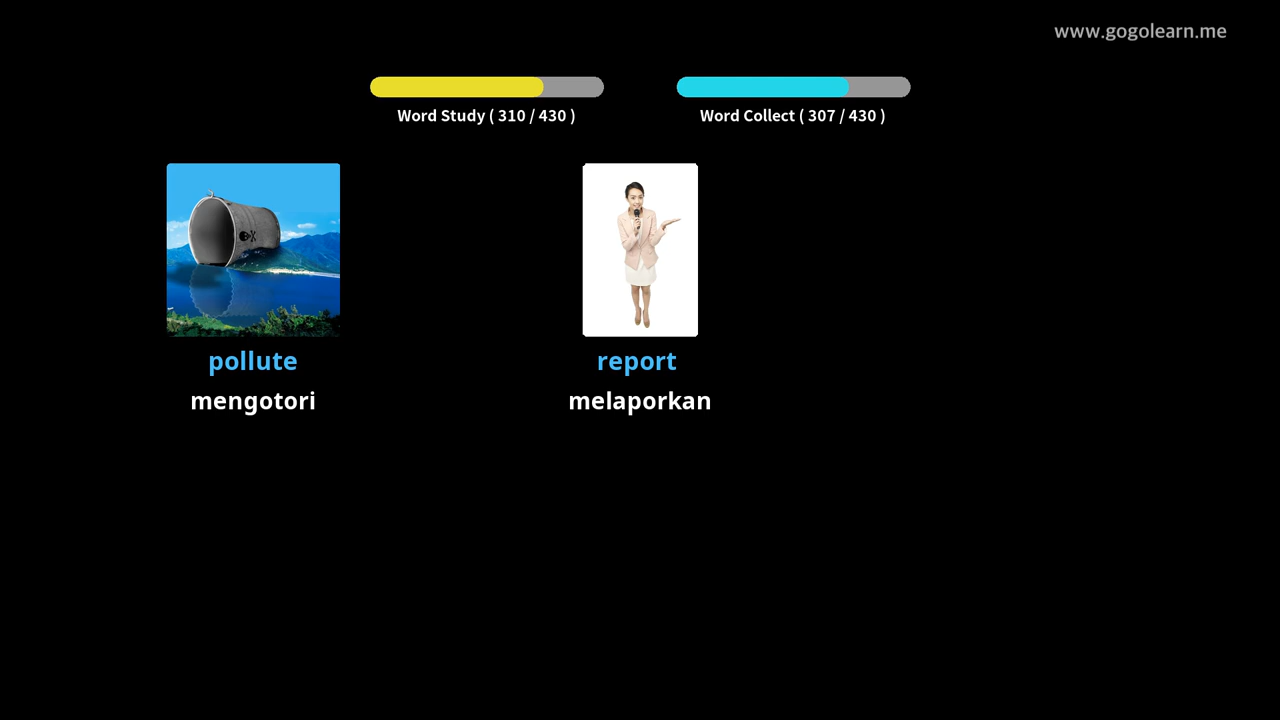 www.gogolearn.me
Word Study ( 310 / 430 )
Word Collect ( 307 / 430 )
pollute
mengotori
report
melaporkan